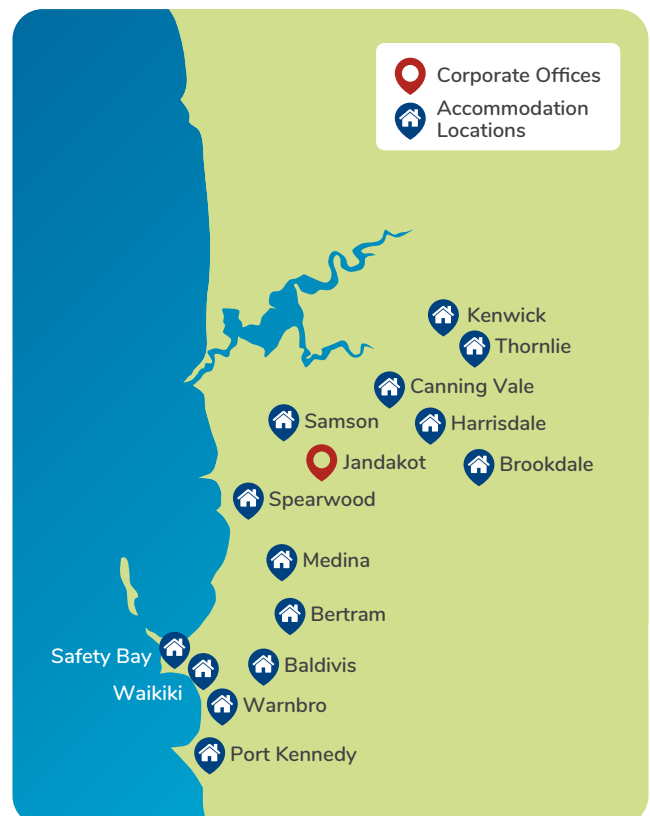 Corporate Offices
Accommodation
Locations
Kenwick
Thornlie
Canning Vale
Samson
Harrisdale
Jandakot
Brookdale
Spearwood
Medina
Bertram
Safety Bay
Baldivis
Waikiki
Warnbro
Port Kennedy